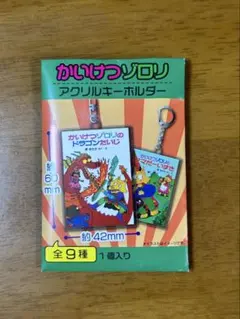 かいけつゾロリ
アクリルキーホルダー
約60mm
かいけつゾロリの
ドラゴンたいじ
約42mm
全9種
1個入り